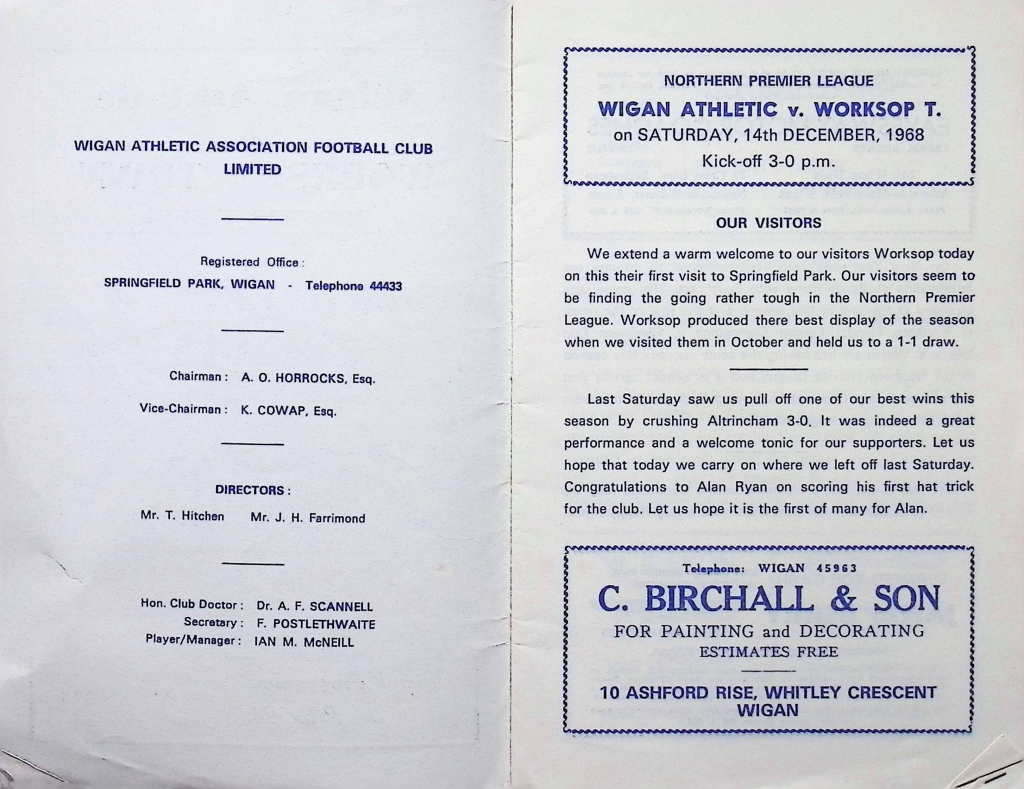 WIGAN ATHLETIC ASSOCIATION FOOTBALL CLUB
LIMITED
Registered Office :
SPRINGFIELD PARK, WIGAN - Telephone 44433
Chairman : A. O. HORROCKS, Esq.
Vice-Chairman : K. COWAP, Esq.
DIRECTORS :
Mr. T. Hitchen Mr. J. H. Farrimond
Hon. Club Doctor : Dr. A. F. SCANNELL
Secretary : F. POSTLETHWAITE
Player/Manager : IAN M. McNEILL
NORTHERN PREMIER LEAGUE
WIGAN ATHLETIC v. WORKSOP T.
on SATURDAY, 14th DECEMBER, 1968
Kick-off 3-0 p.m.
OUR VISITORS
We extend a warm welcome to our visitors Worksop today
on this their first visit to Springfield Park. Our visitors seem to
be finding the going rather tough in the Northern Premier
League. Worksop produced there best display of the season
when we visited them in October and held us to a 1-1 draw.
Last Saturday saw us pull off one of our best wins this
season by crushing Altrincham 3-0. It was indeed a great
performance and a welcome tonic for our supporters. Let us
hope that today we carry on where we left off last Saturday.
Congratulations to Alan Ryan on scoring his first hat trick
for the club. Let us hope it is the first of many for Alan.
Telephone: WIGAN 45963
C. BIRCHALL & SON
FOR PAINTING and DECORATING
ESTIMATES FREE
10 ASHFORD RISE, WHITLEY CRESCENT
WIGAN